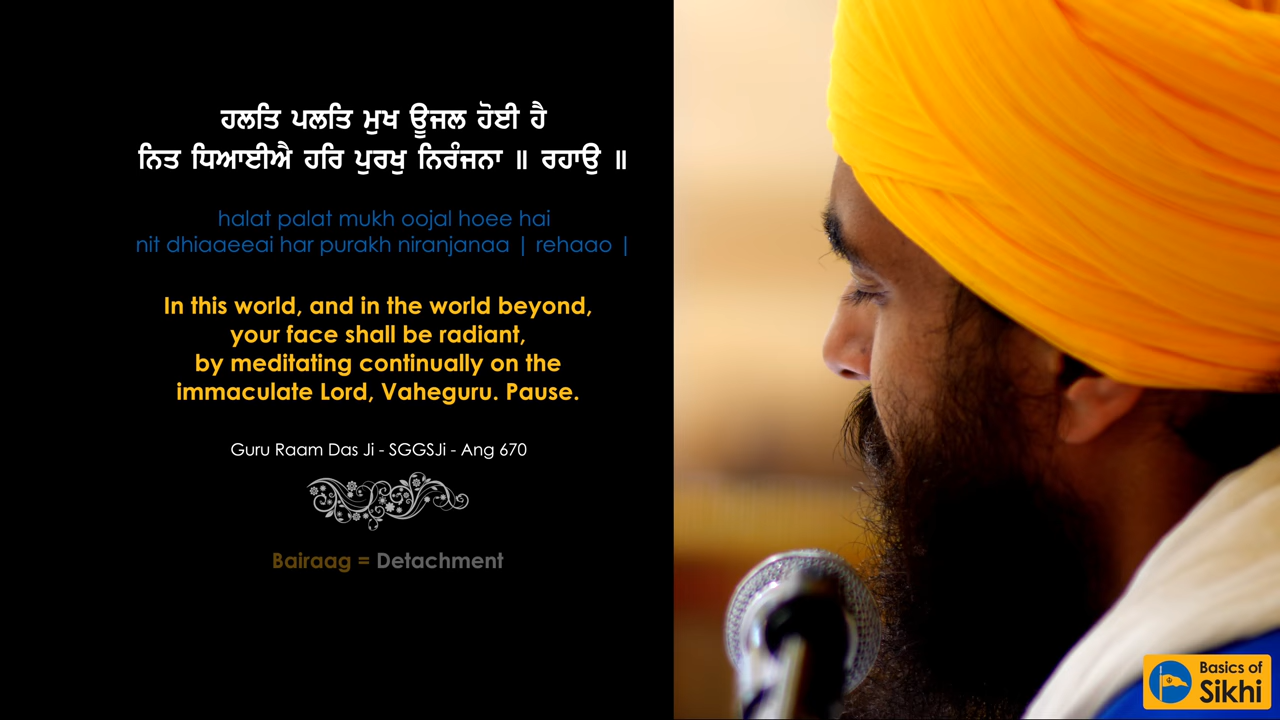 ਹਲਤਿ ਪਲਤਿ ਮੁਖ ਊਜਲ ਹੋਈ ਹੈ
ਨਿਤ ਧਿਆਈਐ ਹਰਿ ਪੁਰਖੁ ਨਿਰੰਜਨਾ ॥ ਰਹਾਉ ॥
halat palat mukh oojal hoee hai
nit dhiaaeeai har purakh niranjanaa | rehaao |
In this world, and in the world beyond,
your face shall be radiant,
by meditating continually on the
immaculate Lord, Vaheguru. Pause.
Guru Raam Das Ji - SGGSJi - Ang 670
Bairaag = Detachment
Basics of
Sikhi